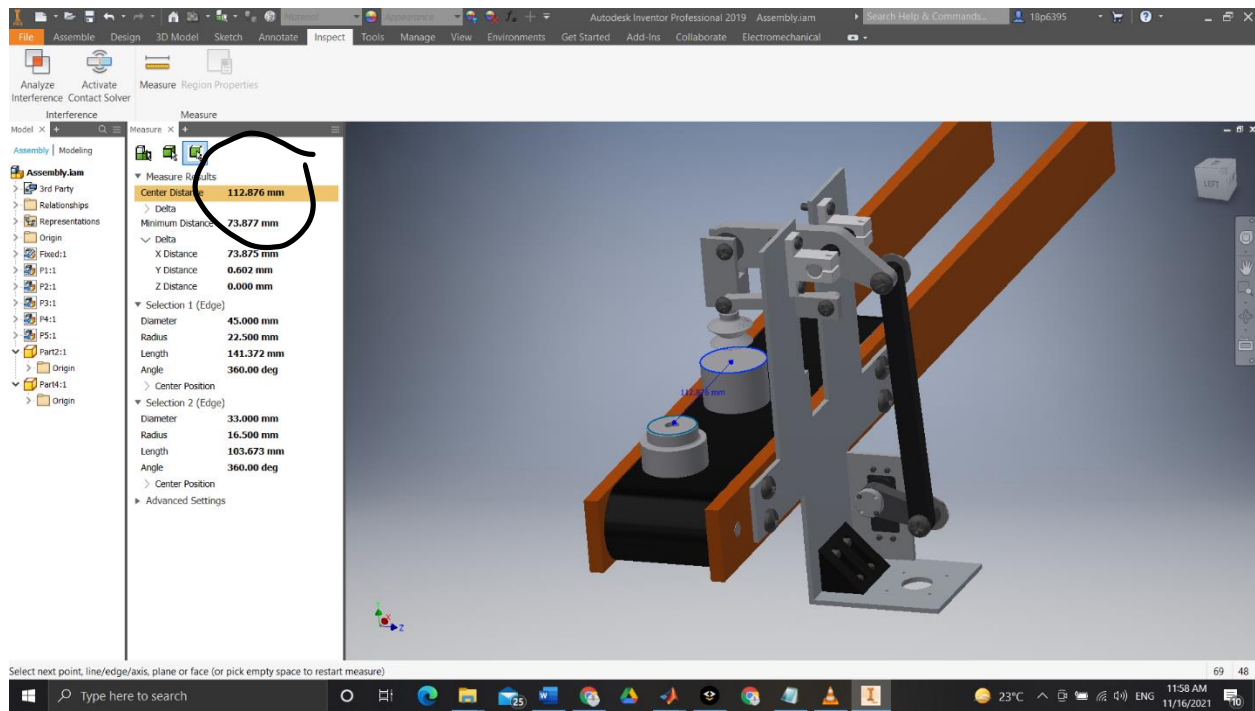 Material
Appearance
Autodesk Inventor Professional 2019 Assembly.iam
Search Help & Commands...
18p6395
File Assemble Design 3D Model Sketch Annotate Inspect Tools Manage View Environments Get Started Add-Ins Collaborate Electromechanical
Analyze Interference
Activate Contact Solver
Measure
Region Properties
Interference
Measure
Model
Assembly Modeling
Assembly.iam
3rd Party
Relationships
Representations
Origin
Fixed:1
P1:1
P2:1
P3:1
P4:1
P5:1
Part2:1
Origin
Part4:1
Origin
Measure
Measure Results
Center Distance 112.876 mm
Delta
Minimum Distance 73.877 mm
Delta
X Distance 73.875 mm
Y Distance 0.602 mm
Z Distance 0.000 mm
Selection 1 (Edge)
Diameter 45.000 mm
Radius 22.500 mm
Length 141.372 mm
Angle 360.00 deg
Center Position
Selection 2 (Edge)
Diameter 33.000 mm
Radius 16.500 mm
Length 103.673 mm
Angle 360.00 deg
Center Position
Advanced Settings
LEFT
112.876 mm
Z
Select next point, line/edge/axis, plane or face (or pick empty space to restart measure)
69 48
Type here to search
25
23°C
ENG
11:58 AM
11/16/2021
10